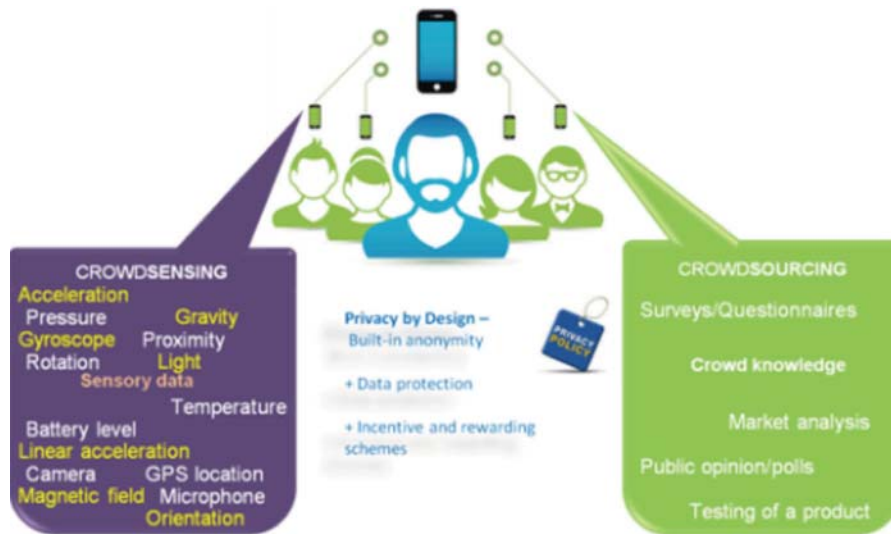 CROWDSENSING
Acceleration
Pressure Gravity
Gyroscope Proximity
Rotation Light
Sensory data
Temperature
Battery level
Linear acceleration
Camera GPS location
Magnetic field Microphone
Orientation
Privacy by Design –
Built-in anonymity
+ Data protection
+ Incentive and rewarding
schemes
PRIVACY
POLICY
CROWDSOURCING
Surveys/Questionnaires
Crowd knowledge
Market analysis
Public opinion/polls
Testing of a product